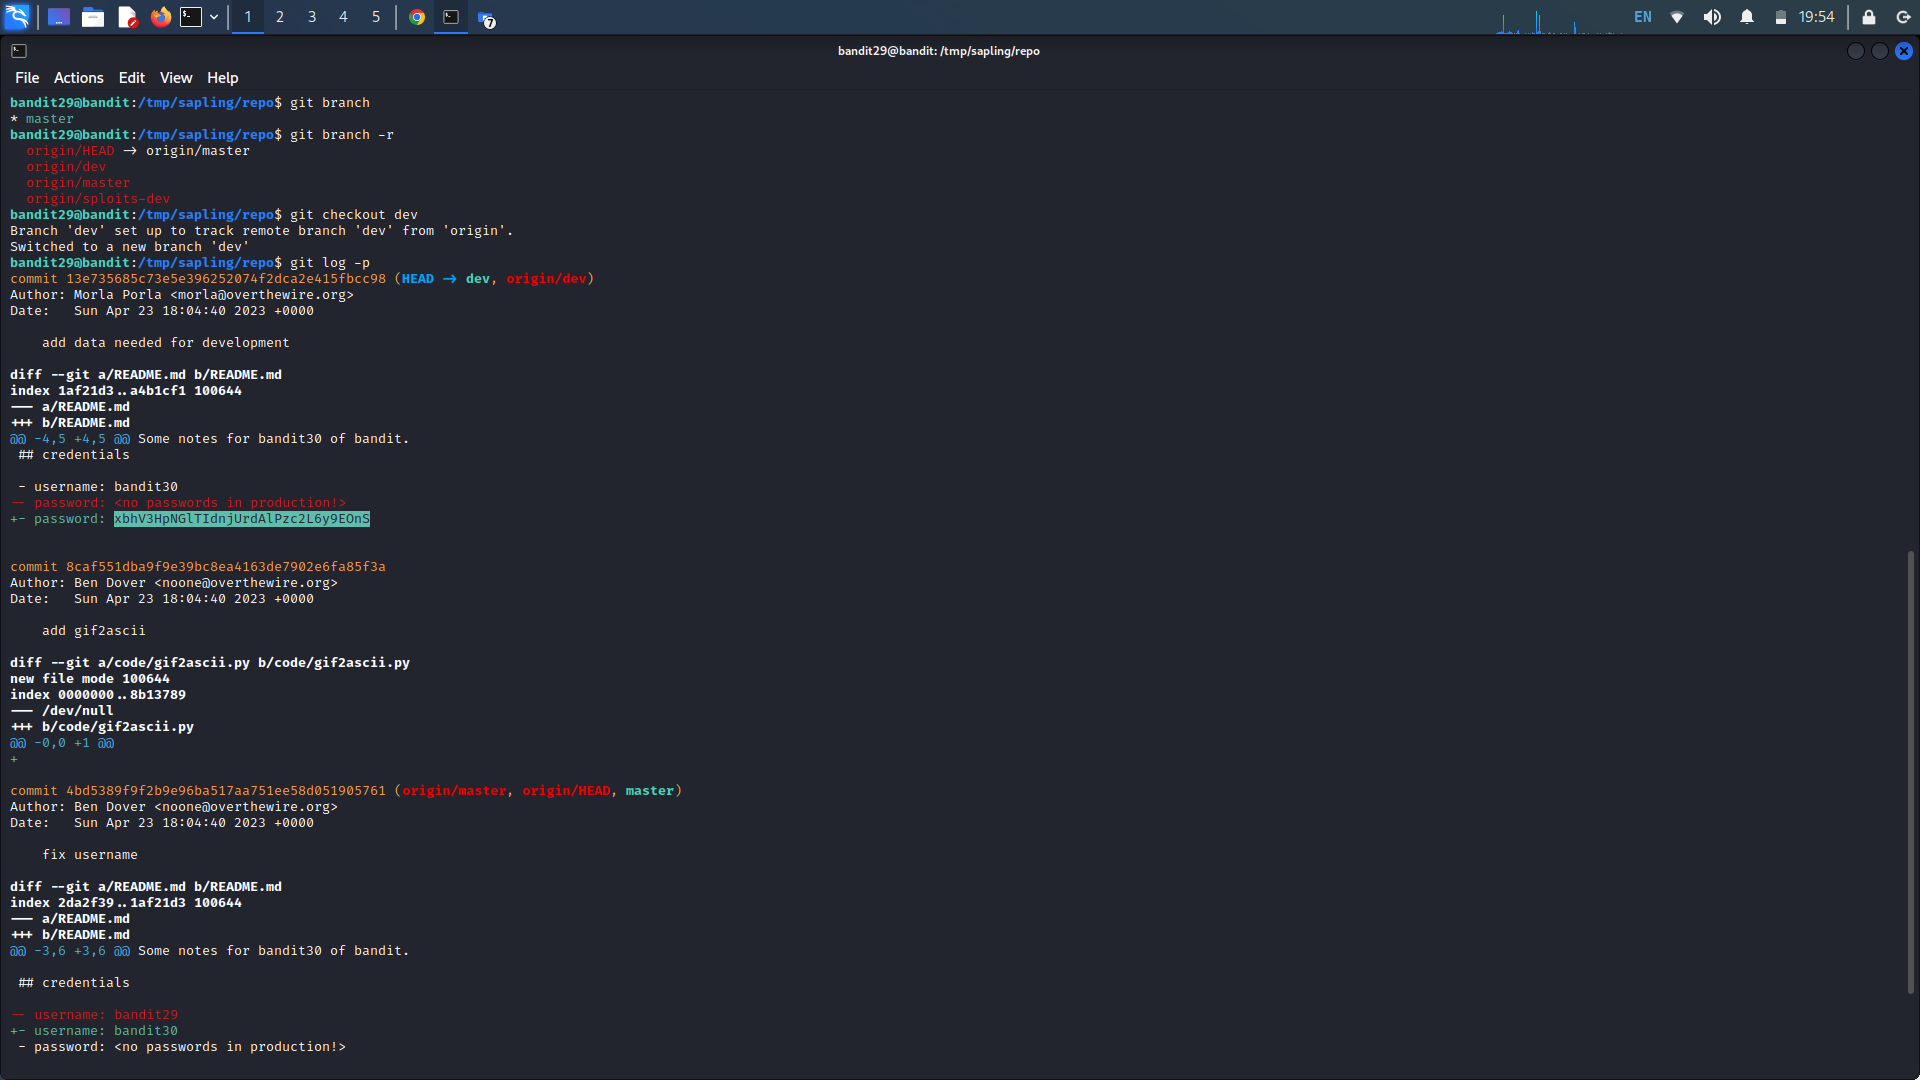 1 2 3 4 5 7 EN 19:54
bandit29@bandit: /tmp/sapling/repo
File Actions Edit View Help
bandit29@bandit:/tmp/sapling/repo$ git branch
* master
bandit29@bandit:/tmp/sapling/repo$ git branch -r
origin/HEAD -> origin/master
origin/dev
origin/master
origin/sploits-dev
bandit29@bandit:/tmp/sapling/repo$ git checkout dev
Branch 'dev' set up to track remote branch 'dev' from 'origin'.
Switched to a new branch 'dev'
bandit29@bandit:/tmp/sapling/repo$ git log -p
commit 13e735685c73e5e396252074f2dca2e415fbcc98 (HEAD -> dev, origin/dev)
Author: Morla Porla <morla@overthewire.org>
Date:   Sun Apr 23 18:04:40 2023 +0000
add data needed for development
diff --git a/README.md b/README.md
index 1af21d3..a4b1cf1 100644
--- a/README.md
+++ b/README.md
@@ -4,5 +4,5 @@ Some notes for bandit30 of bandit.
## credentials
- username: bandit30
-- password: <no passwords in production!>
+- password: xbhV3HpNGlTIdnjUrdAlPzc2L6y9EOnS
commit 8caf551dba9f9e39bc8ea4163de7902e6fa85f3a
Author: Ben Dover <noone@overthewire.org>
Date:   Sun Apr 23 18:04:40 2023 +0000
add gif2ascii
diff --git a/code/gif2ascii.py b/code/gif2ascii.py
new file mode 100644
index 0000000..8b13789
--- /dev/null
+++ b/code/gif2ascii.py
@@ -0,0 +1 @@
+
commit 4bd5389f9f2b9e96ba517aa751ee58d051905761 (origin/master, origin/HEAD, master)
Author: Ben Dover <noone@overthewire.org>
Date:   Sun Apr 23 18:04:40 2023 +0000
fix username
diff --git a/README.md b/README.md
index 2da2f39..1af21d3 100644
--- a/README.md
+++ b/README.md
@@ -3,6 +3,6 @@ Some notes for bandit30 of bandit.
## credentials
-- username: bandit29
+- username: bandit30
- password: <no passwords in production!>